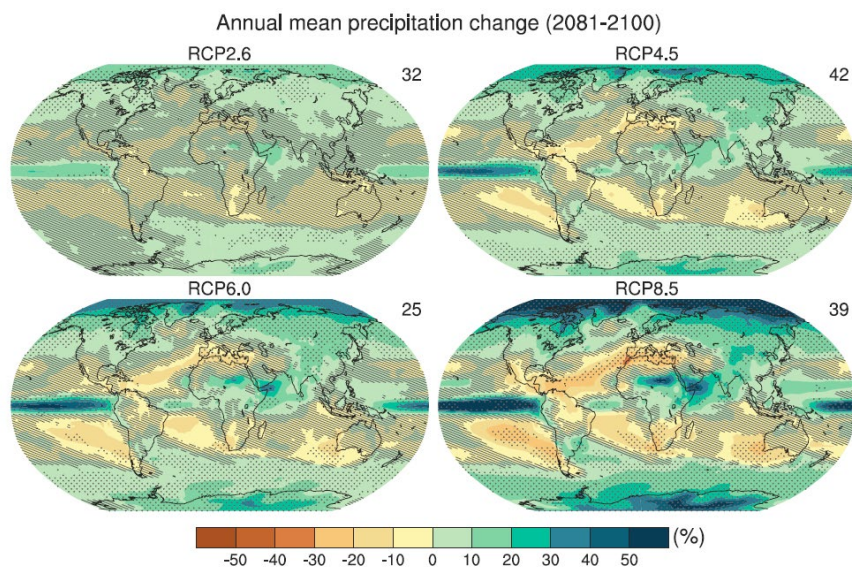 Annual mean precipitation change (2081-2100)
RCP2.6
32
RCP4.5
42
RCP6.0
25
RCP8.5
39
(%)
-50 -40 -30 -20 -10 0 10 20 30 40 50